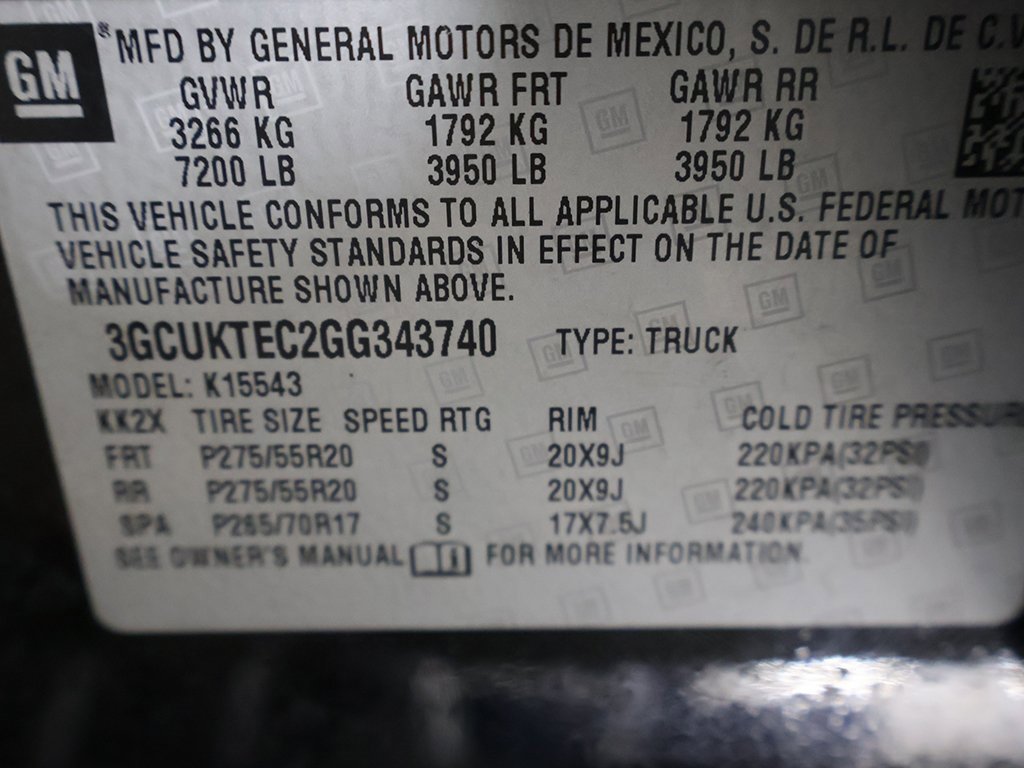 GM
® MFD BY GENERAL MOTORS DE MEXICO, S. DE R.L. DE C.V
GVWR GAWR FRT GAWR RR
3266 KG 1792 KG 1792 KG
7200 LB 3950 LB 3950 LB
THIS VEHICLE CONFORMS TO ALL APPLICABLE U.S. FEDERAL MOT
VEHICLE SAFETY STANDARDS IN EFFECT ON THE DATE OF
MANUFACTURE SHOWN ABOVE.
3GCUKTEC2GG343740 TYPE: TRUCK
MODEL: K15543
KK2X TIRE SIZE SPEED RTG RIM COLD TIRE PRESSUR
FRT P275/55R20 S 20X9J 220KPA(32PSI)
RR P275/55R20 S 20X9J 220KPA(32PSI)
SPA P265/70R17 S 17X7.5J 240KPA(35PSI)
SEE OWNER'S MANUAL FOR MORE INFORMATION.